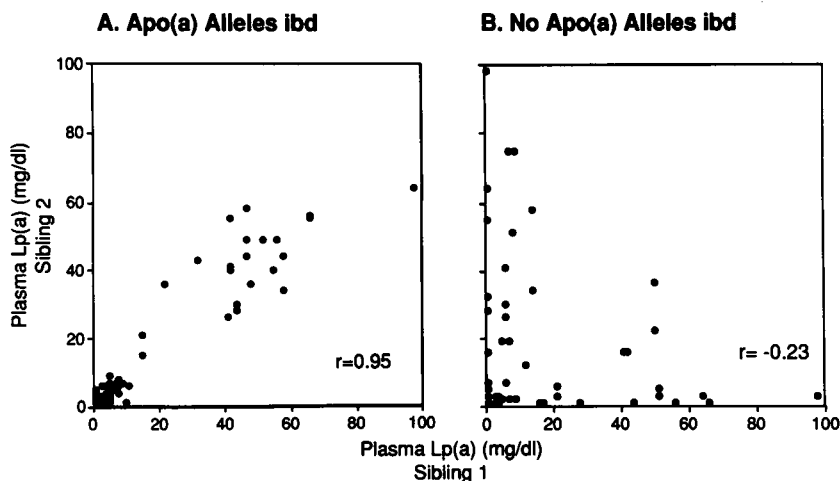 A. Apo(a) Alleles ibd
B. No Apo(a) Alleles ibd
Plasma Lp(a) (mg/dl)
Sibling 2
100
80
60
40
20
0
r=0.95
0 20 40 60 80 100
r= -0.23
0 20 40 60 80 100
Plasma Lp(a) (mg/dl)
Sibling 1